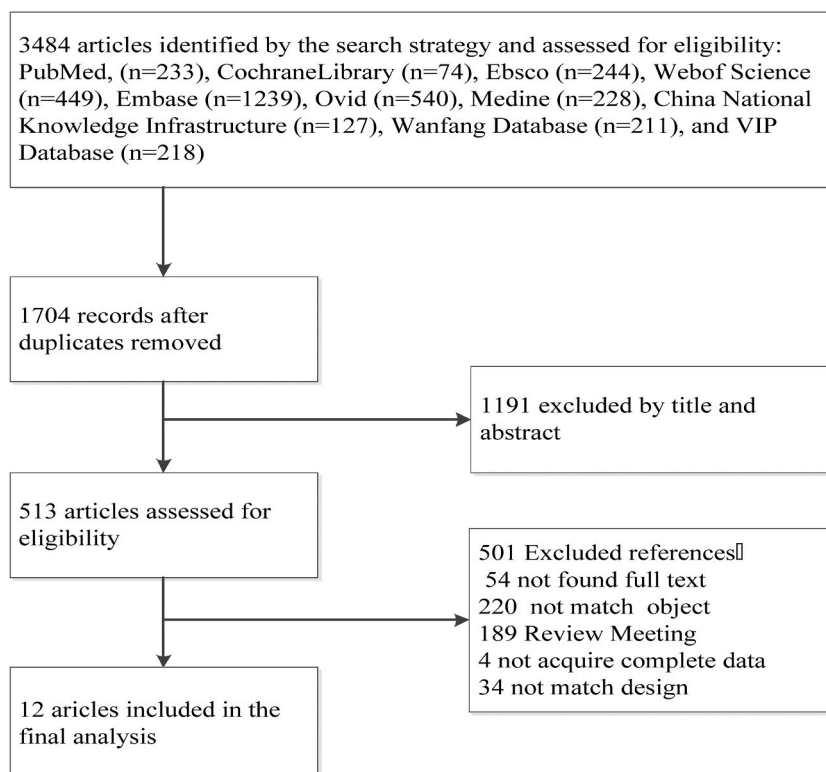 3484 articles identified by the search strategy and assessed for eligibility:
PubMed, (n=233), CochraneLibrary (n=74), Ebsco (n=244), Webof Science
(n=449), Embase (n=1239), Ovid (n=540), Medine (n=228), China National
Knowledge Infrastructure (n=127), Wanfang Database (n=211), and VIP
Database (n=218)
1704 records after
duplicates removed
1191 excluded by title and
abstract
513 articles assessed for
eligibility
501 Excluded references▯
54 not found full text
220 not match object
189 Review Meeting
4 not acquire complete data
34 not match design
12 aricles included in the
final analysis